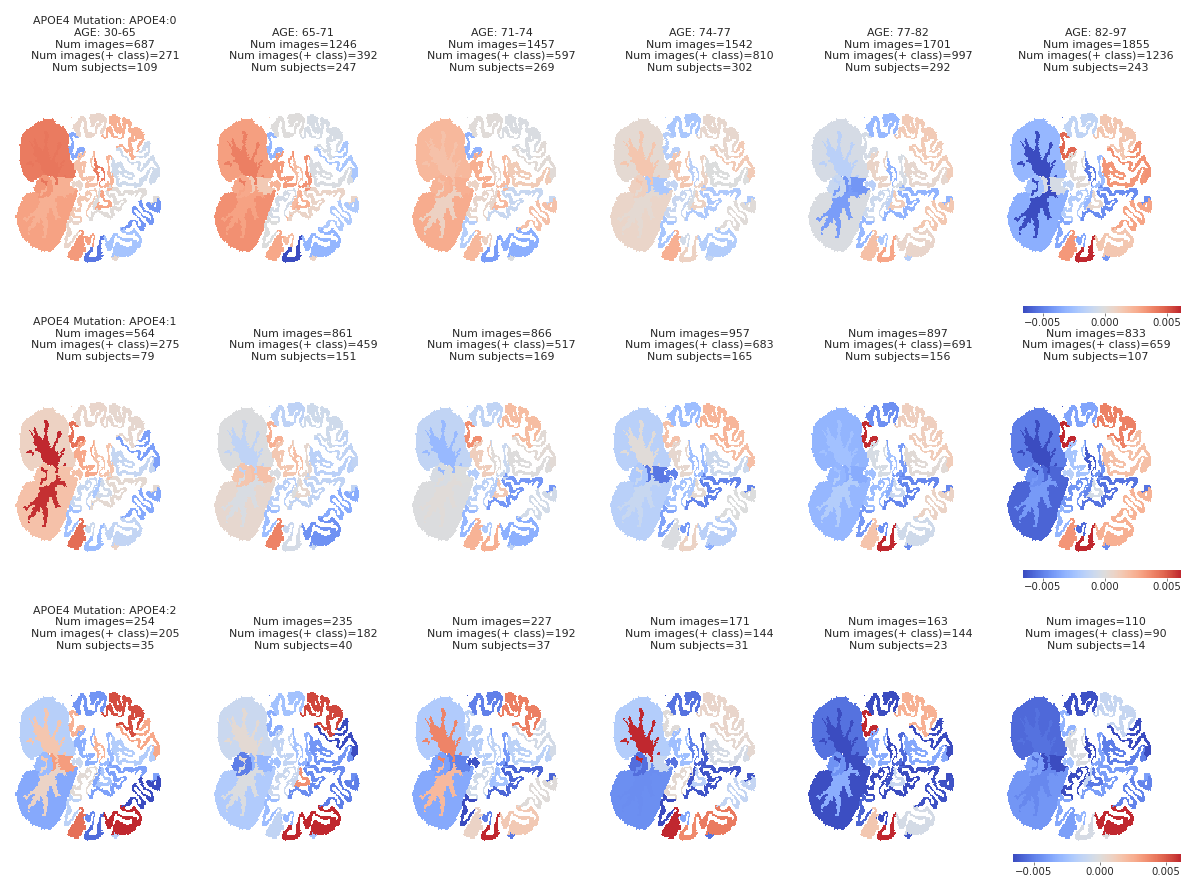 APOE4 Mutation: APOE4:0
AGE: 30-65
Num images=687
Num images(+ class)=271
Num subjects=109
AGE: 65-71
Num images=1246
Num images(+ class)=392
Num subjects=247
AGE: 71-74
Num images=1457
Num images(+ class)=597
Num subjects=269
AGE: 74-77
Num images=1542
Num images(+ class)=810
Num subjects=302
AGE: 77-82
Num images=1701
Num images(+ class)=997
Num subjects=292
AGE: 82-97
Num images=1855
Num images(+ class)=1236
Num subjects=243
−0.005 0.000 0.005
APOE4 Mutation: APOE4:1
Num images=564
Num images(+ class)=275
Num subjects=79
Num images=861
Num images(+ class)=459
Num subjects=151
Num images=866
Num images(+ class)=517
Num subjects=169
Num images=957
Num images(+ class)=683
Num subjects=165
Num images=897
Num images(+ class)=691
Num subjects=156
Num images=833
Num images(+ class)=659
Num subjects=107
−0.005 0.000 0.005
APOE4 Mutation: APOE4:2
Num images=254
Num images(+ class)=205
Num subjects=35
Num images=235
Num images(+ class)=182
Num subjects=40
Num images=227
Num images(+ class)=192
Num subjects=37
Num images=171
Num images(+ class)=144
Num subjects=31
Num images=163
Num images(+ class)=144
Num subjects=23
Num images=110
Num images(+ class)=90
Num subjects=14
−0.005 0.000 0.005